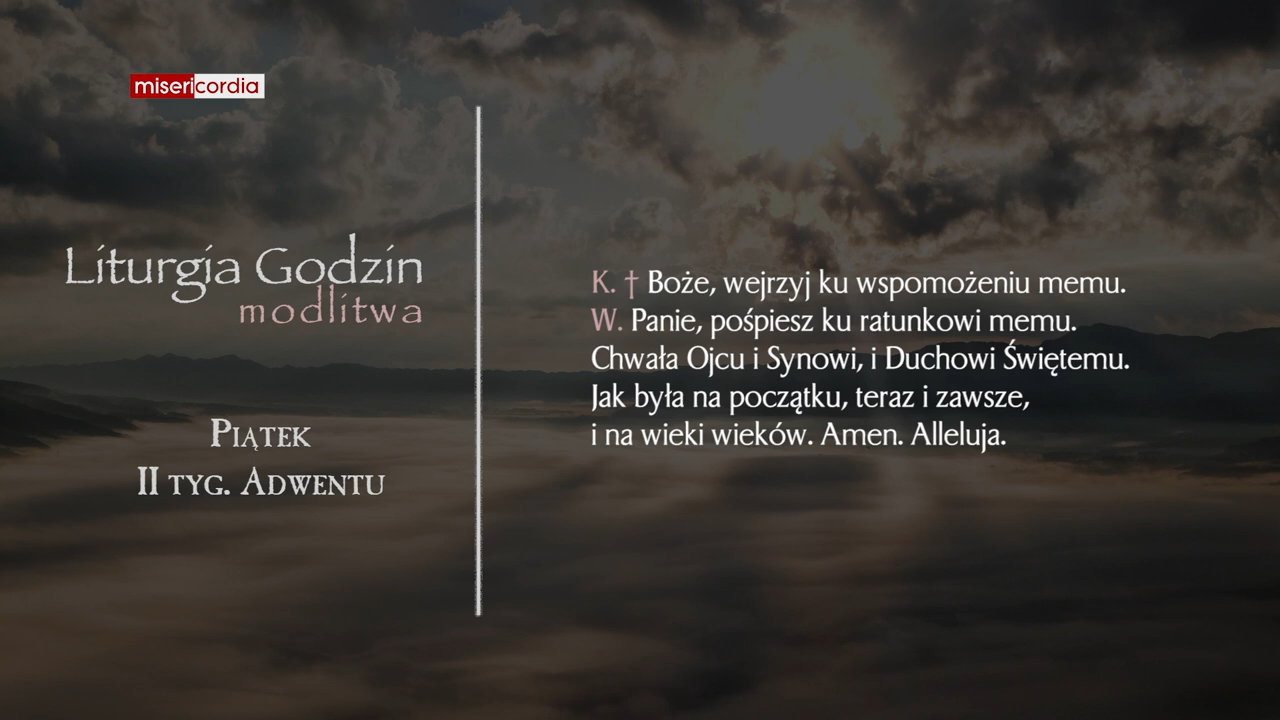 misericordia
Liturgia Godzin
modlitwa
Piątek
II tyg. Adwentu
K. † Boże, wejrzyj ku wspomożeniu memu.
W. Panie, pośpiesz ku ratunkowi memu.
Chwała Ojcu i Synowi, i Duchowi Świętemu.
Jak była na początku, teraz i zawsze,
i na wieki wieków. Amen. Alleluja.